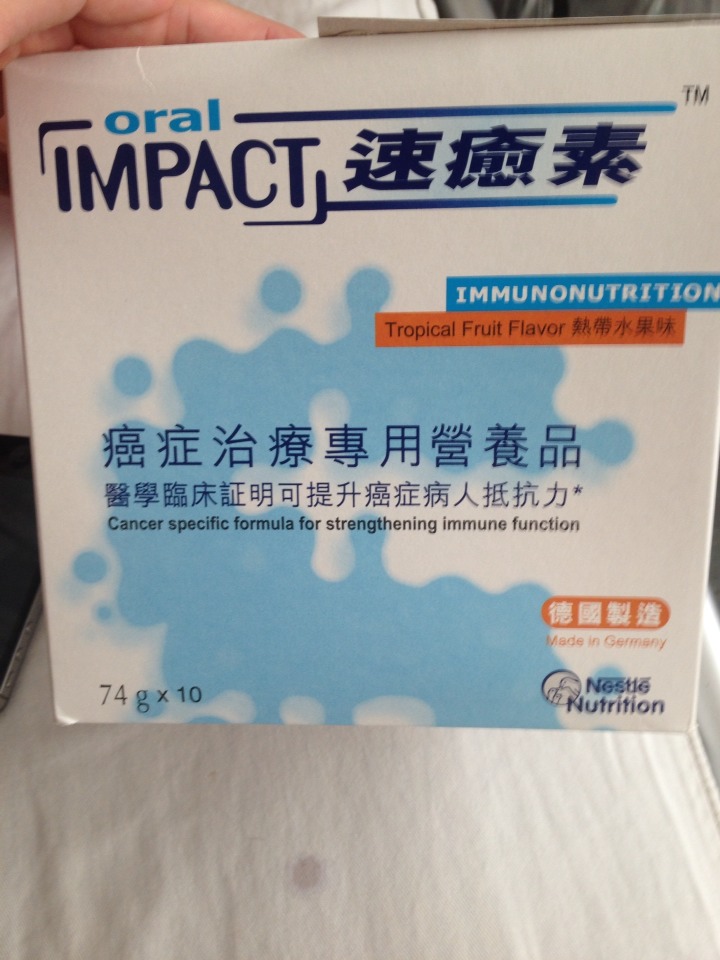 oral
IMPACT 速癒素 TM
IMMUNONUTRITION
Tropical Fruit Flavor 熱帶水果味
癌症治療專用營養品
醫學臨床証明可提升癌症病人抵抗力*
Cancer specific formula for strengthening immune function
德國製造
Made in Germany
74 g x 10
Nestlé
Nutrition